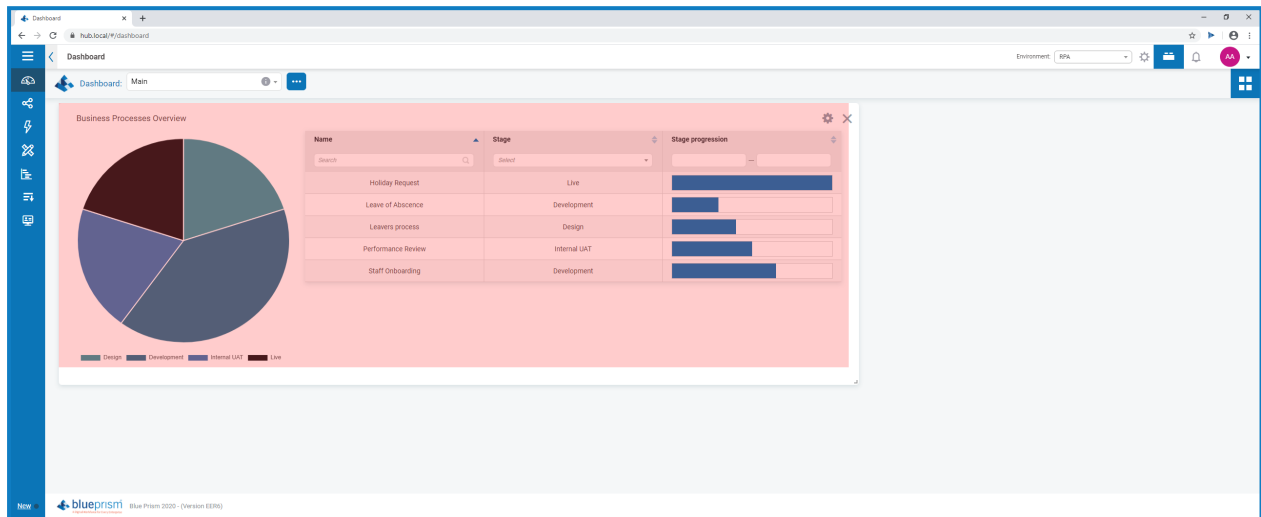 Dashboard
hub.local/#/dashboard
Dashboard
Environment: RPA
AA
Dashboard: Main
Business Processes Overview
Name Stage Stage progression
Search Select —
Holiday Request Live
Leave of Abscence Development
Leavers process Design
Performance Review Internal UAT
Staff Onboarding Development
Design Development Internal UAT Live
New
blueprism Blue Prism 2020 - (Version EER6)